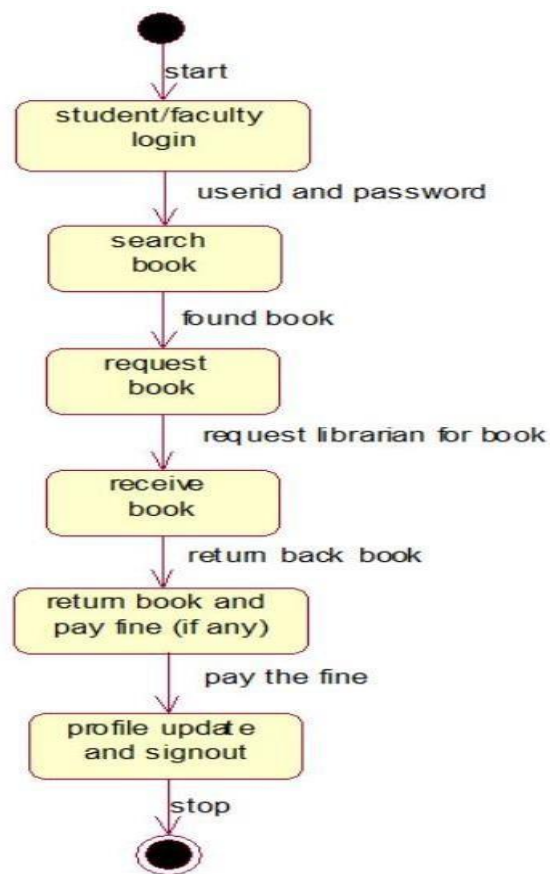 start
student/faculty
login
userid and password
search
book
found book
request
book
request librarian for book
receive
book
return back book
return book and
pay fine (if any)
pay the fine
profile update
and signout
stop